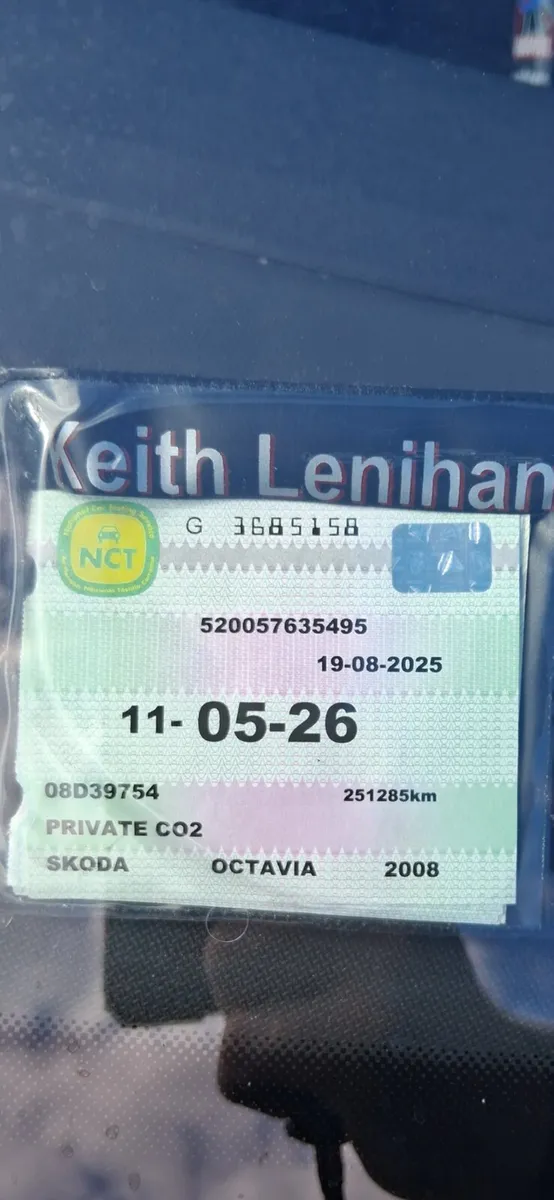 Keith Lenihan
NCT
G 3685158
520057635495
19-08-2025
11- 05-26
08D39754 251285km
PRIVATE CO2
SKODA OCTAVIA 2008